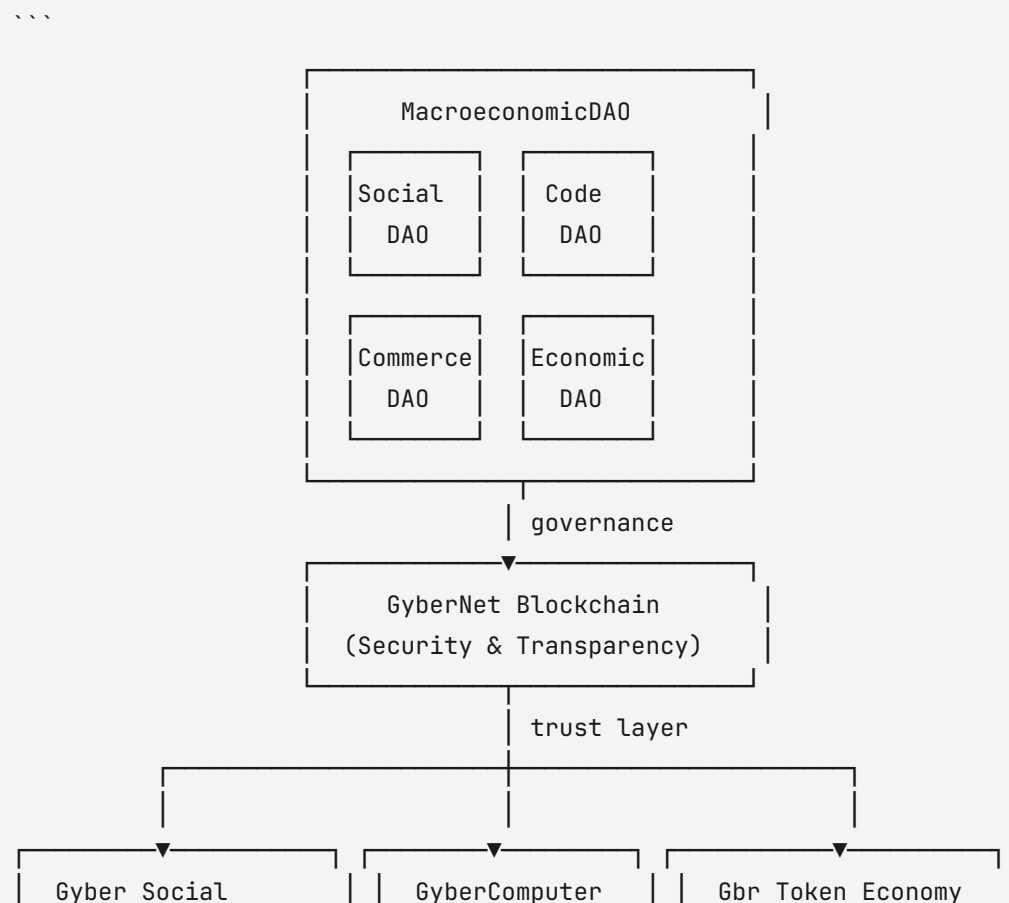 ```
MacroeconomicDAO
Social Code
DAO DAO
Commerce Economic
DAO DAO
governance
GyberNet Blockchain
(Security & Transparency)
trust layer
Gyber Social GyberComputer Gbr Token Economy